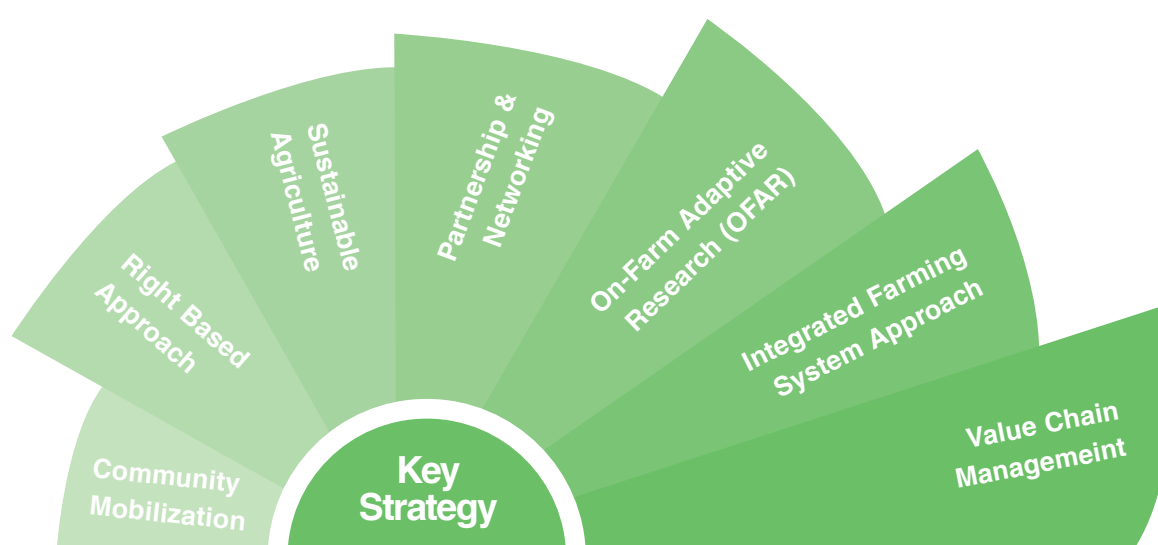 Community
Mobilization
Right Based
Approach
Sustainable
Agriculture
Partnership &
Networking
On-Farm Adaptive
Research (OFAR)
Integrated Farming
System Approach
Value Chain
Managemeint
Key
Strategy